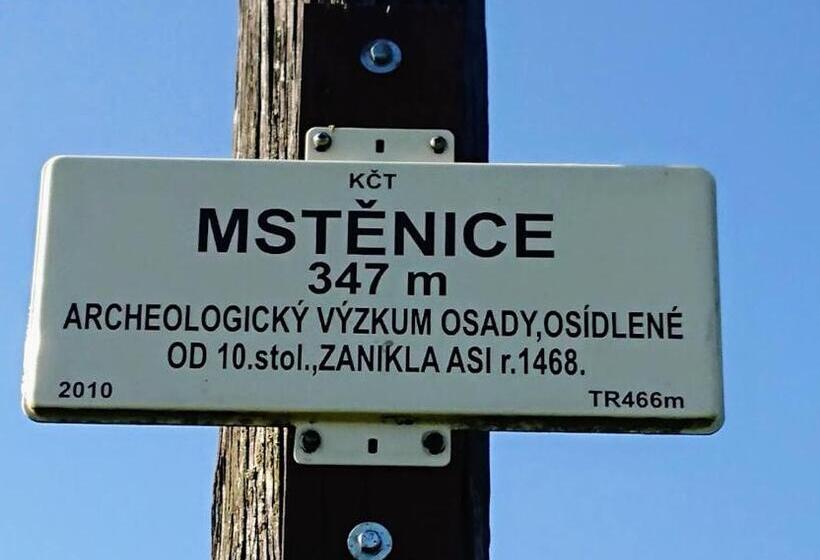 KČT
MSTĚNICE
347 m
ARCHEOLOGICKÝ VÝZKUM OSADY,OSÍDLENÉ
OD 10.stol.,ZANIKLA ASI r.1468.
2010 TR466m